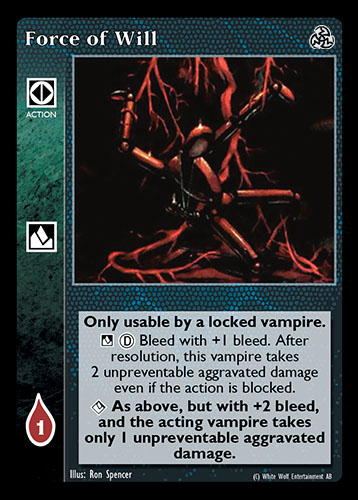 Force of Will
ACTION
Only usable by a locked vampire.
D Bleed with +1 bleed. After
resolution, this vampire takes
2 unpreventable aggravated damage
even if the action is blocked.
As above, but with +2 bleed,
and the acting vampire takes
only 1 unpreventable aggravated
damage.
1
Illus: Ron Spencer
(C) White Wolf Entertainment AB